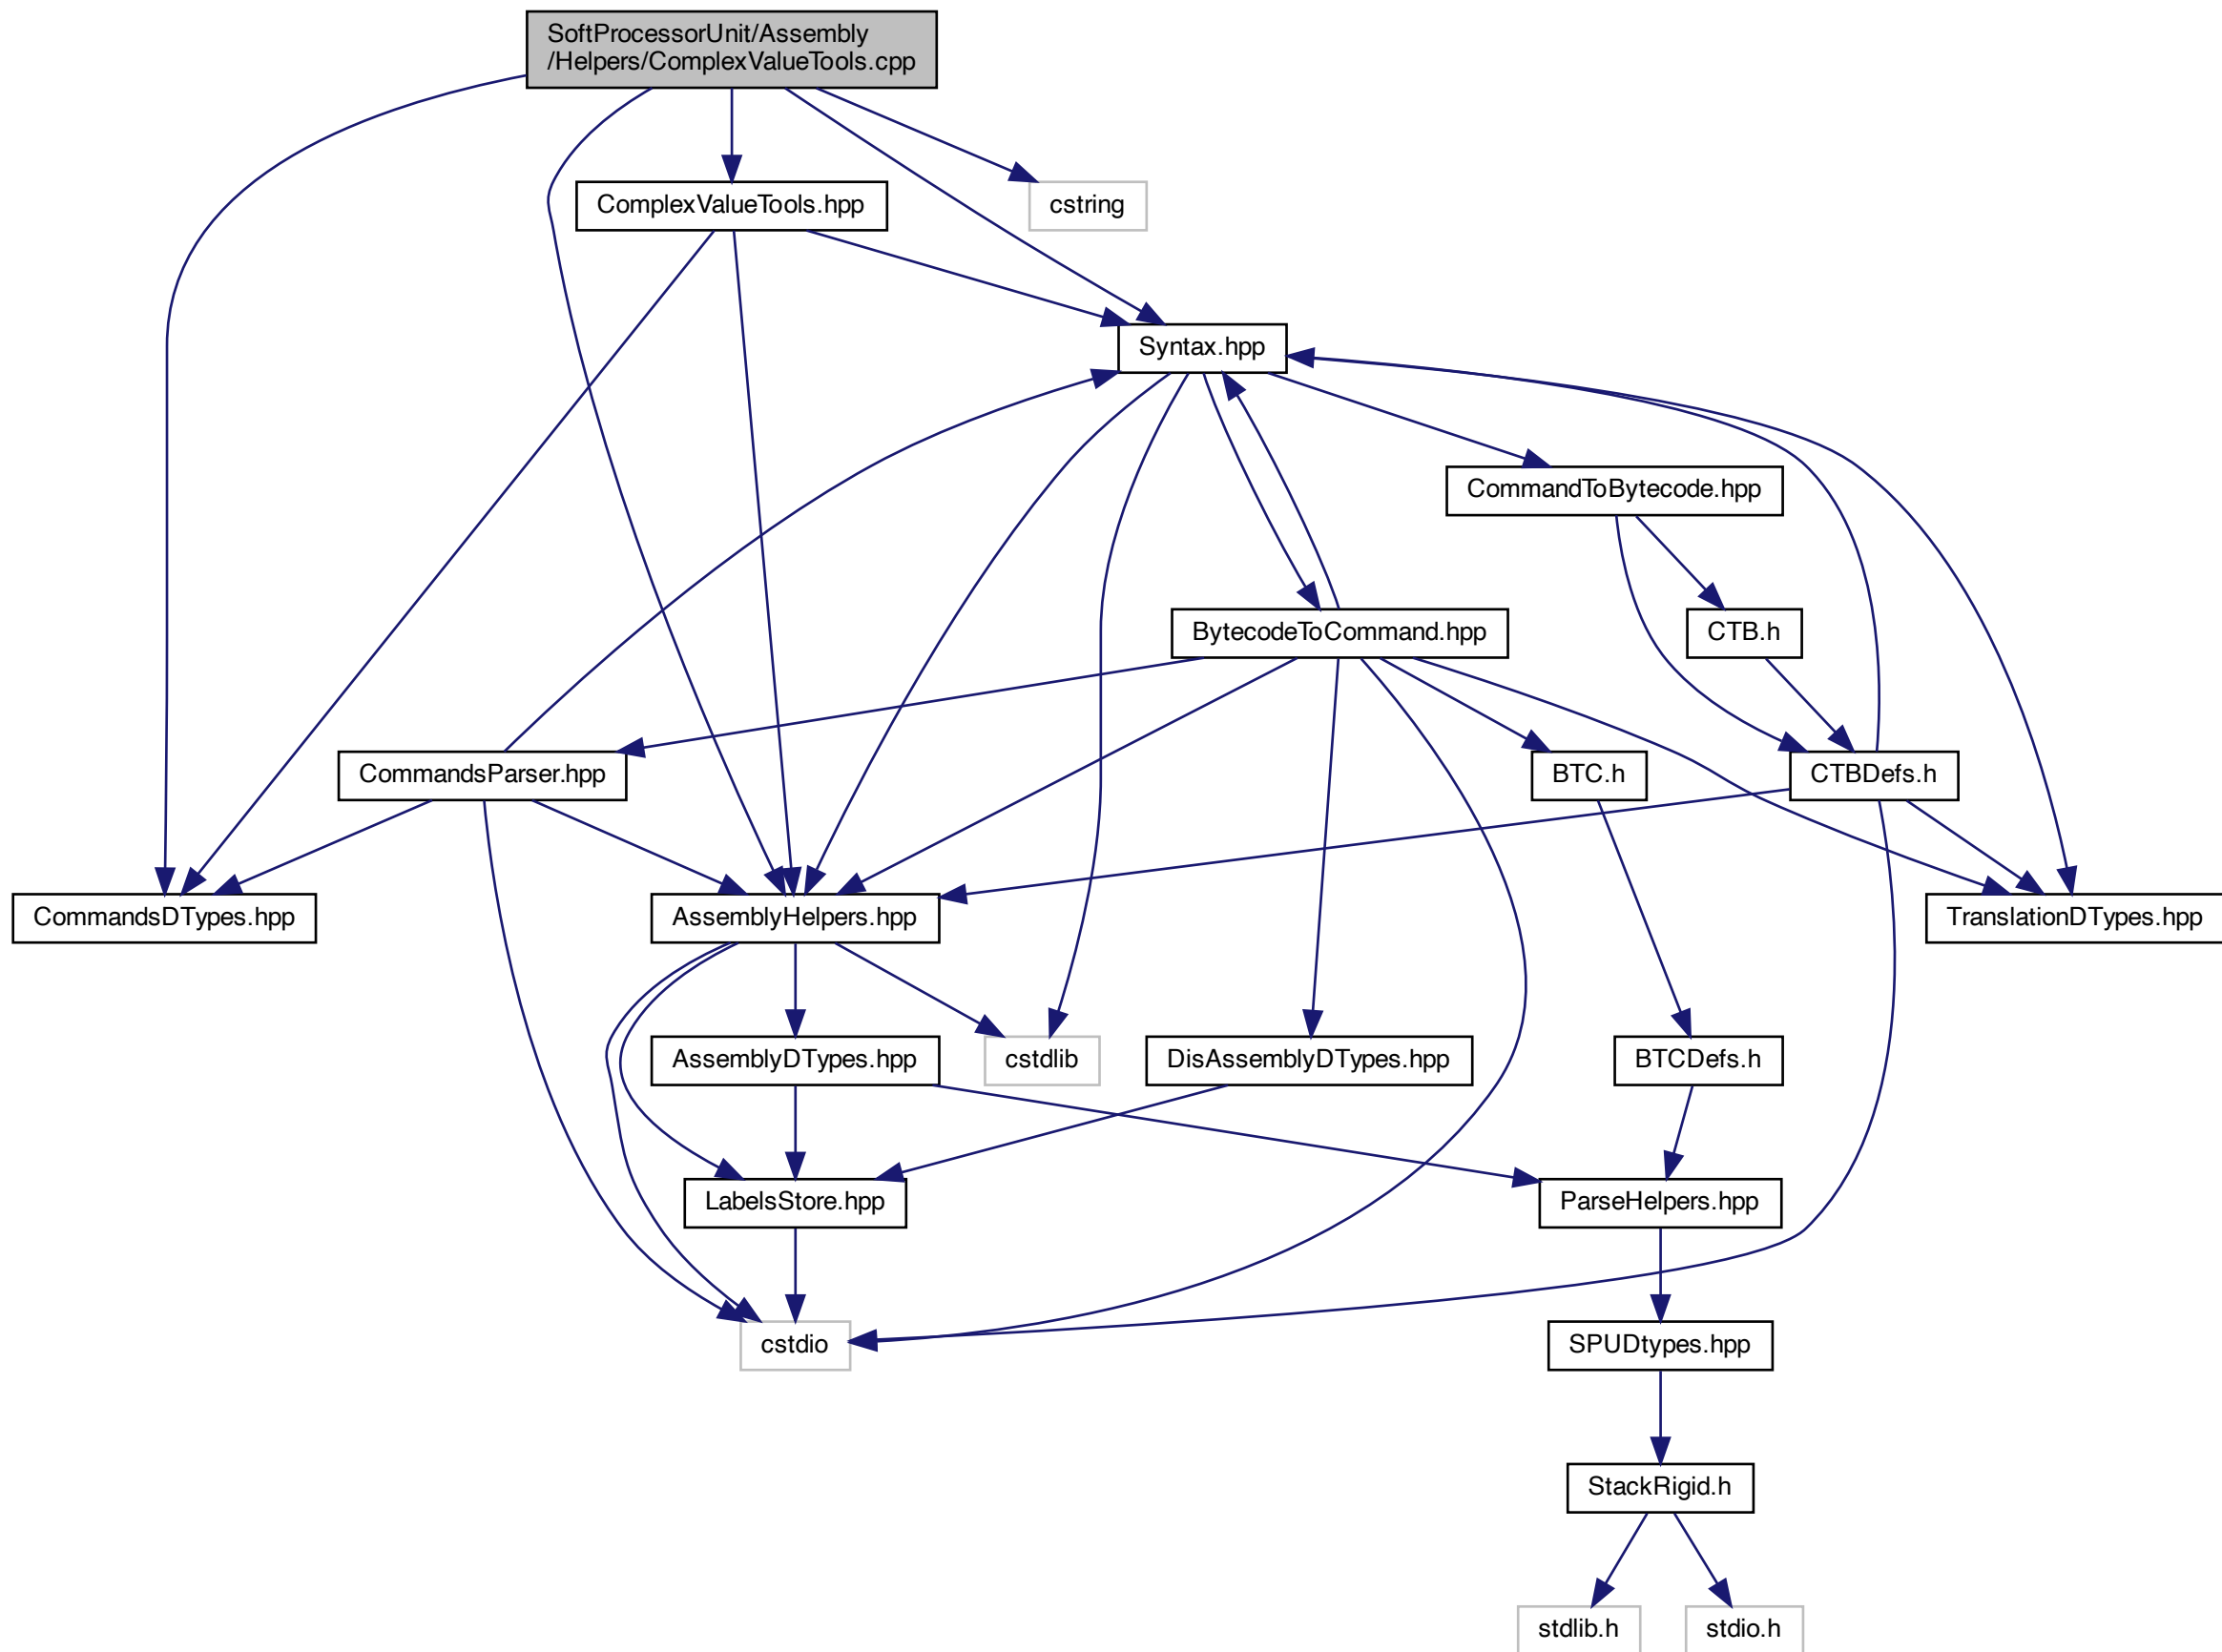 SoftProcessorUnit/Assembly
/Helpers/ComplexValueTools.cpp
ComplexValueTools.hpp
cstring
Syntax.hpp
CommandToBytecode.hpp
BytecodeToCommand.hpp
CTB.h
CommandsParser.hpp
BTC.h
CTBDefs.h
CommandsDTypes.hpp
AssemblyHelpers.hpp
TranslationDTypes.hpp
AssemblyDTypes.hpp
cstdlib
DisAssemblyDTypes.hpp
BTCDefs.h
LabelsStore.hpp
ParseHelpers.hpp
cstdio
SPUDtypes.hpp
StackRigid.h
stdlib.h
stdio.h